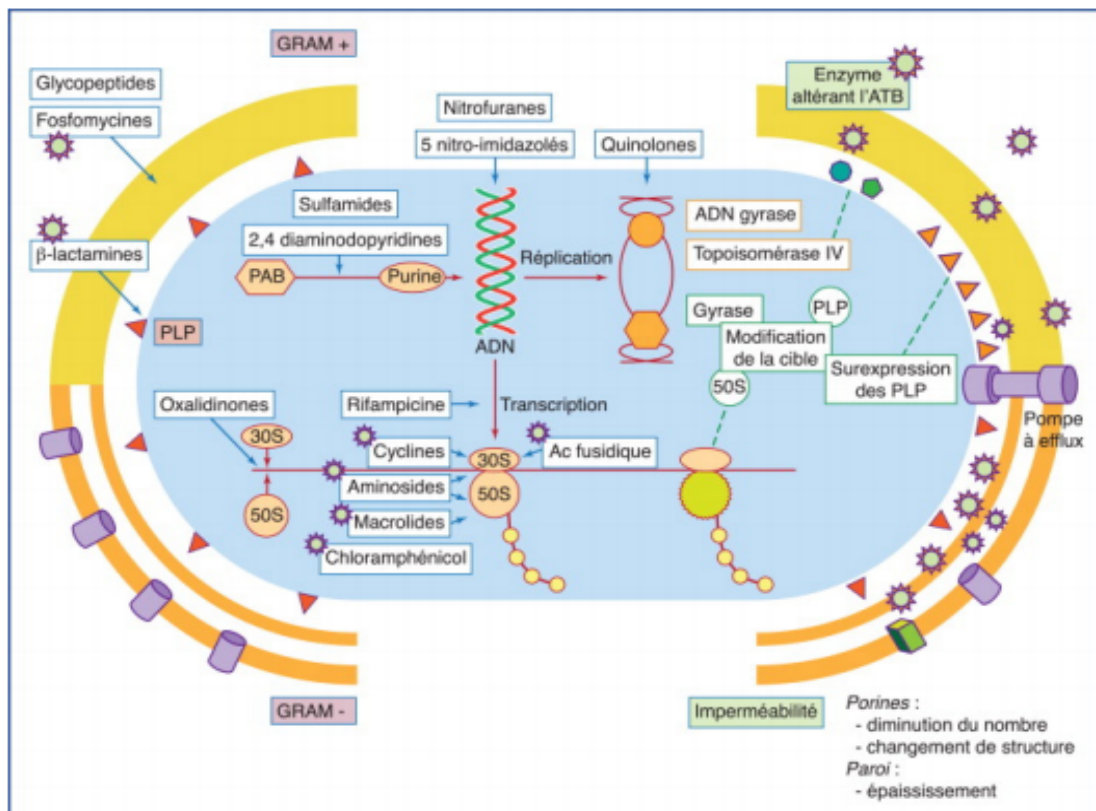 GRAM +
Glycopeptides
Fosfomycines
β-lactamines
PLP
Nitrofuranes
5 nitro-imidazolés
Quinolones
Enzyme
altérant l'ATB
Sulfamides
2,4 diaminodopyridines
PAB
Purine
ADN
Réplication
ADN gyrase
Topoisomérase IV
Gyrase
PLP
Modification
de la cible
50S
Surexpression
des PLP
Pompe
à efflux
Oxalidinones
30S
50S
Rifampicine
Transcription
Cyclines
30S
Ac fusidique
Aminosides
50S
Macrolides
Chloramphénicol
GRAM -
Imperméabilité
Porines :
- diminution du nombre
- changement de structure
Paroi :
- épaississement